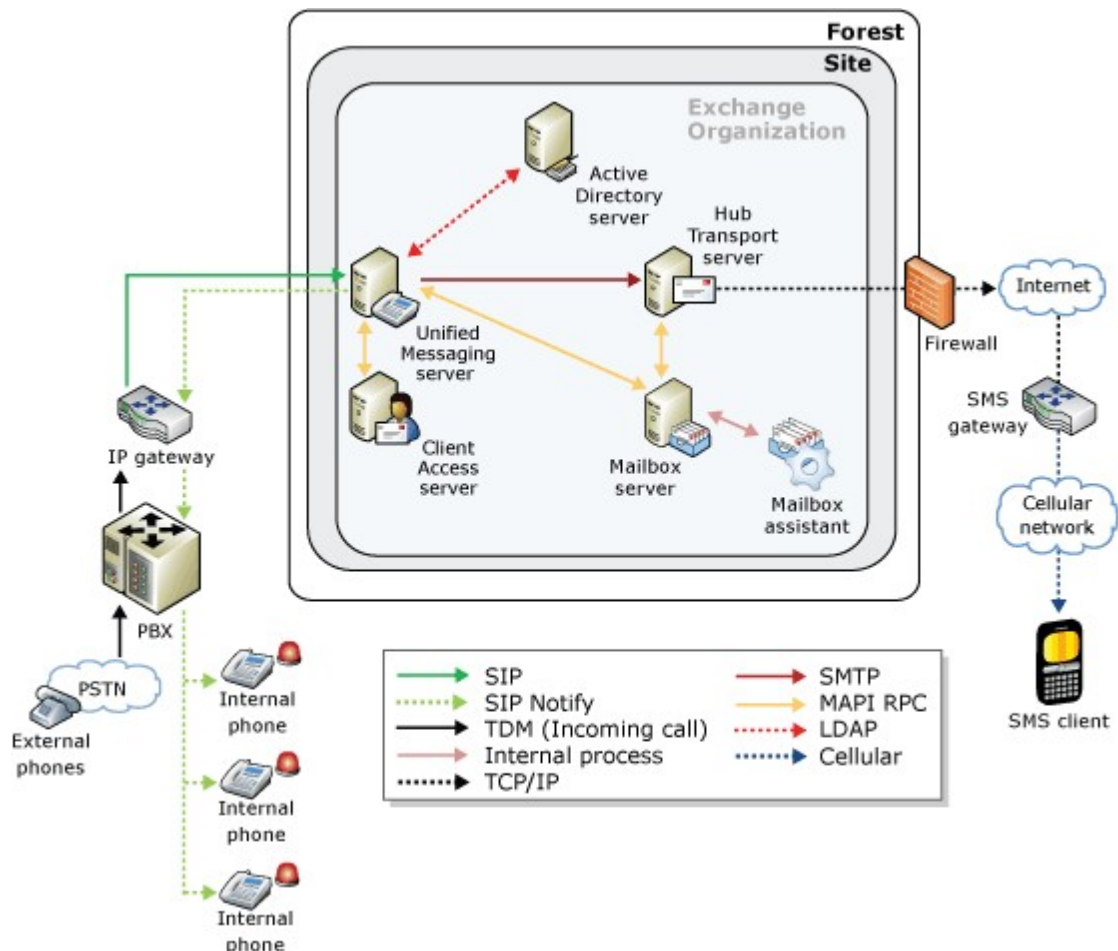 Forest
Site
Exchange
Organization
Active
Directory
server
Hub
Transport
server
Unified
Messaging
server
Client
Access
server
Mailbox
server
Mailbox
assistant
Firewall
Internet
SMS
gateway
Cellular
network
SMS client
IP gateway
PBX
PSTN
External
phones
Internal
phone
Internal
phone
Internal
phone
SIP
SIP Notify
TDM (Incoming call)
Internal process
TCP/IP
SMTP
MAPI RPC
LDAP
Cellular